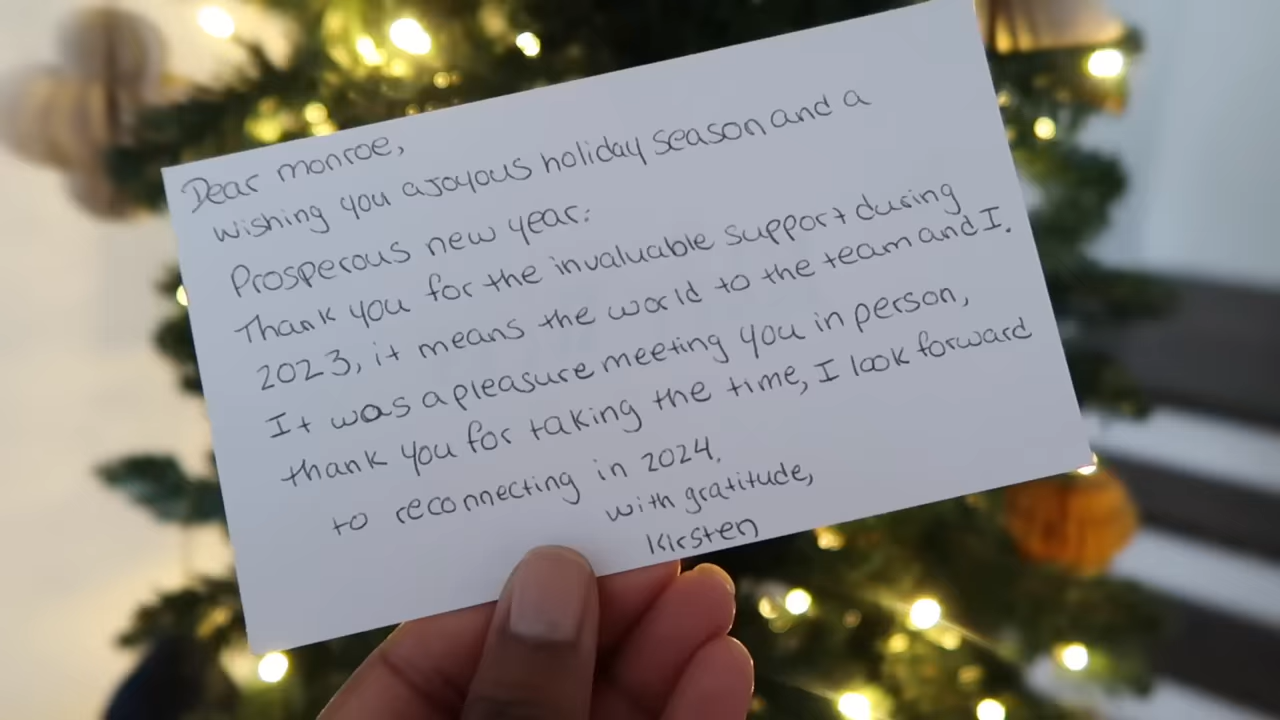 Dear monroe,
wishing you a joyous holiday season and a
Prosperous new year.
Thank you for the invaluable support during
2023, it means the world to the team and I.
It was a pleasure meeting you in person,
thank you for taking the time, I look forward
to reconnecting in 2024.
with gratitude,
Kirsten